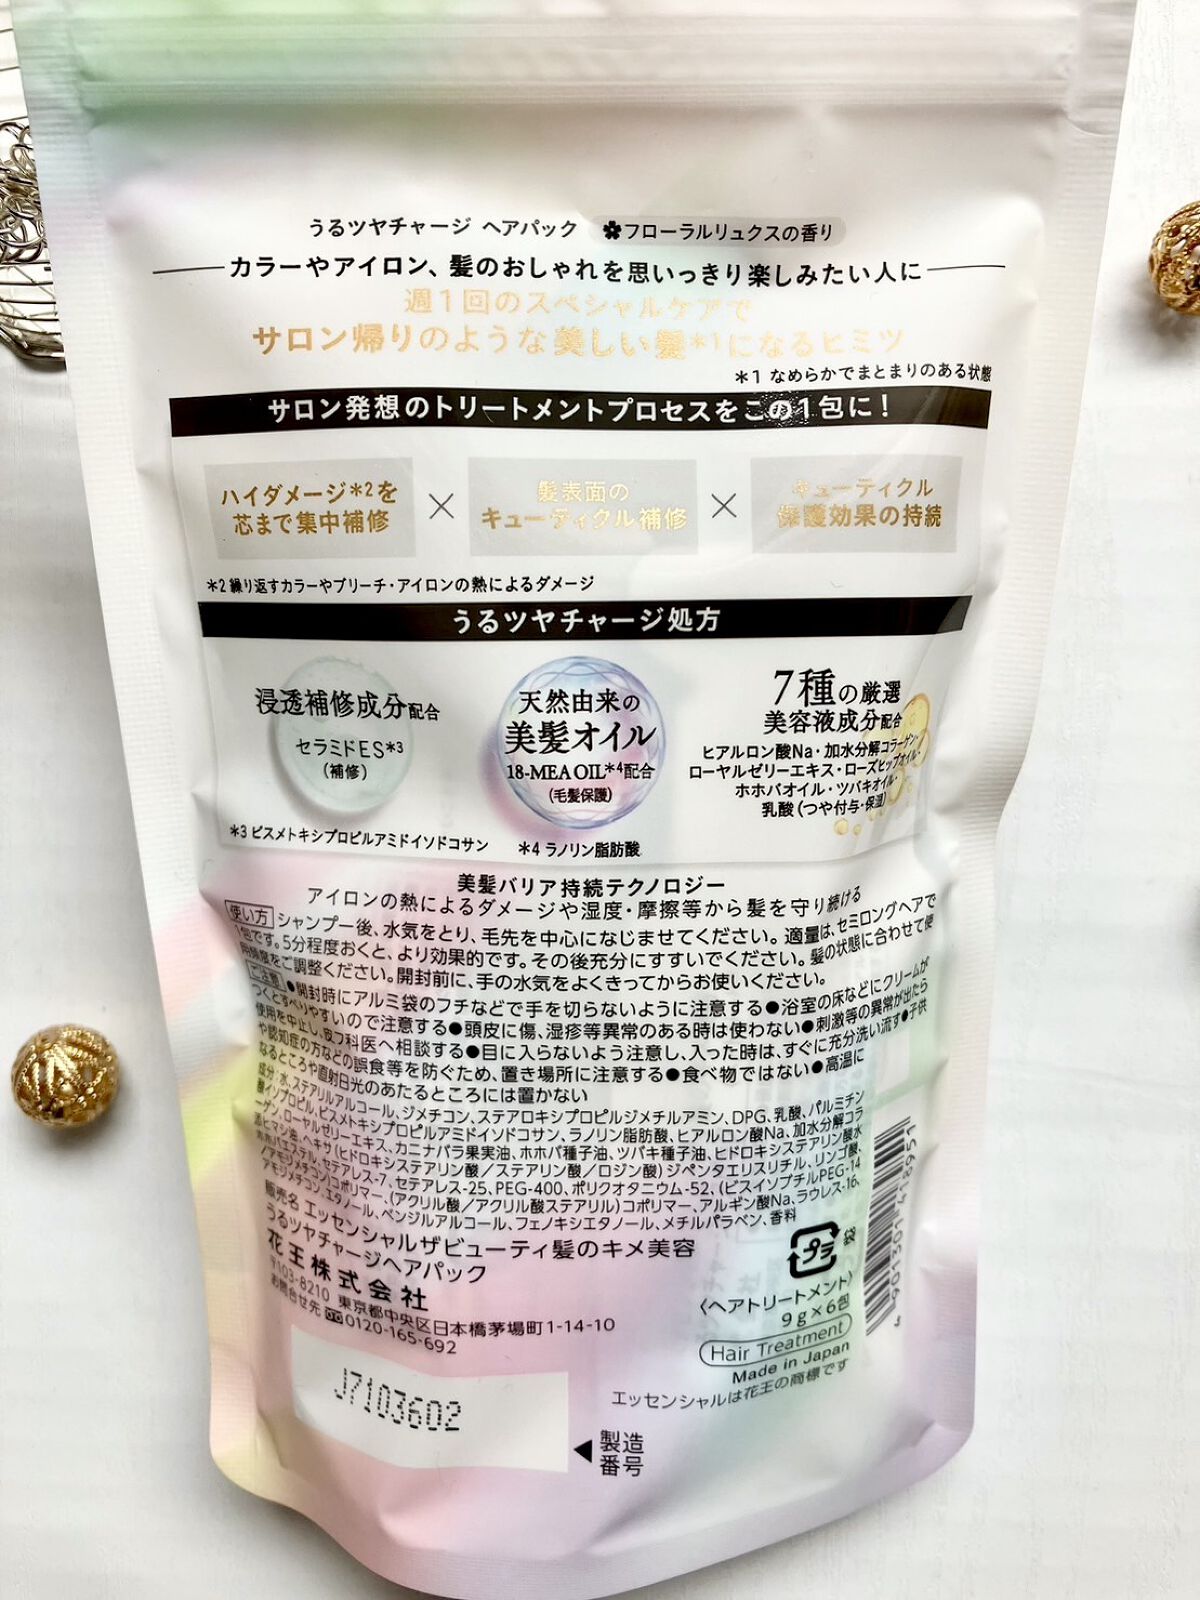 うるツヤチャージ ヘアパック ✿フローラルリュクスの香り
カラーやアイロン、髪のおしゃれを思いっきり楽しみたい人に
週1回のスペシャルケアで
サロン帰りのような美しい髪*1になるヒミツ
*1 なめらかでまとまりのある状態
サロン発想のトリートメントプロセスをこの1包に!
ハイダメージ*2を
芯まで集中補修
×
髪表面の
キューティクル補修
×
キューティクル
保護効果の持続
*2 繰り返すカラーやブリーチ・アイロンの熱によるダメージ
うるツヤチャージ処方
浸透補修成分配合
セラミドES*3
(補修)
天然由来の
美髪オイル
18-MEA OIL*4配合
(毛髪保護)
7種の厳選
美容液成分配合
ヒアルロン酸Na・加水分解コラーゲン・
ローヤルゼリーエキス・ローズヒップオイル・
ホホバオイル・ツバキオイル・
乳酸(つや付与・保湿)
*3 ビスメトキシプロピルアミドイソドコサン
*4 ラノリン脂肪酸
美髪バリア持続テクノロジー
アイロンの熱によるダメージや湿度・摩擦等から髪を守り続ける
使い方 シャンプー後、水気をとり、毛先を中心になじませてください。適量は、セミロングヘアで
1包です。5分程度おくと、より効果的です。その後充分にすすいでください。髪の状態に合わせて使
用頻度をご調整ください。開封前に、手の水気をよくきってからお使いください。
ご注意 ●開封時にアルミ袋のフチなどで手を切らないように注意する●浴室の床などにクリームが
つくとすべりやすいので注意する●頭皮に傷、湿疹等異常のある時は使わない●刺激等の異常が出たら
使用を中止し、皮フ科医へ相談する●目に入らないよう注意し、入った時は、すぐに充分洗い流す●子供
や認知症の方などの誤食等を防ぐため、置き場所に注意する●食べ物ではない●高温に
なるところや直射日光のあたるところには置かない
成分:水、ステアリルアルコール、ジメチコン、ステアロキシプロピルジメチルアミン、DPG、乳酸、パルミチン
酸イソプロピル、ビスメトキシプロピルアミドイソドコサン、ラノリン脂肪酸、ヒアルロン酸Na、加水分解コラ
ーゲン、ローヤルゼリーエキス、カニナバラ果実油、ホホバ種子油、ツバキ種子油、ヒドロキシステアリン酸水
添ヒマシ油、ヘキサ(ヒドロキシステアリン酸/ステアリン酸/ロジン酸)ジペンタエリスリチル、リンゴ酸、
ホホバエステル、セテアレス-7、セテアレス-25、PEG-400、ポリクオタニウム-52、(ビスイソブチルPEG-14
/アモジメチコン)コポリマー、(アクリル酸/アクリル酸ステアリル)コポリマー、アルギン酸Na、ラウレス-16、
アモジメチコン、エタノール、ベンジルアルコール、フェノキシエタノール、メチルパラベン、香料
販売名 エッセンシャルザビューティ髪のキメ美容
うるツヤチャージヘアパック
花王株式会社
〒103-8210 東京都中央区日本橋茅場町1-14-10
お問合せ先 0120-165-692
プラ
〈ヘアトリートメント〉
9g×6包
Hair Treatment
Made in Japan
エッセンシャルは花王の商標です
4 901301 418951
J7103602
◀製造
番号